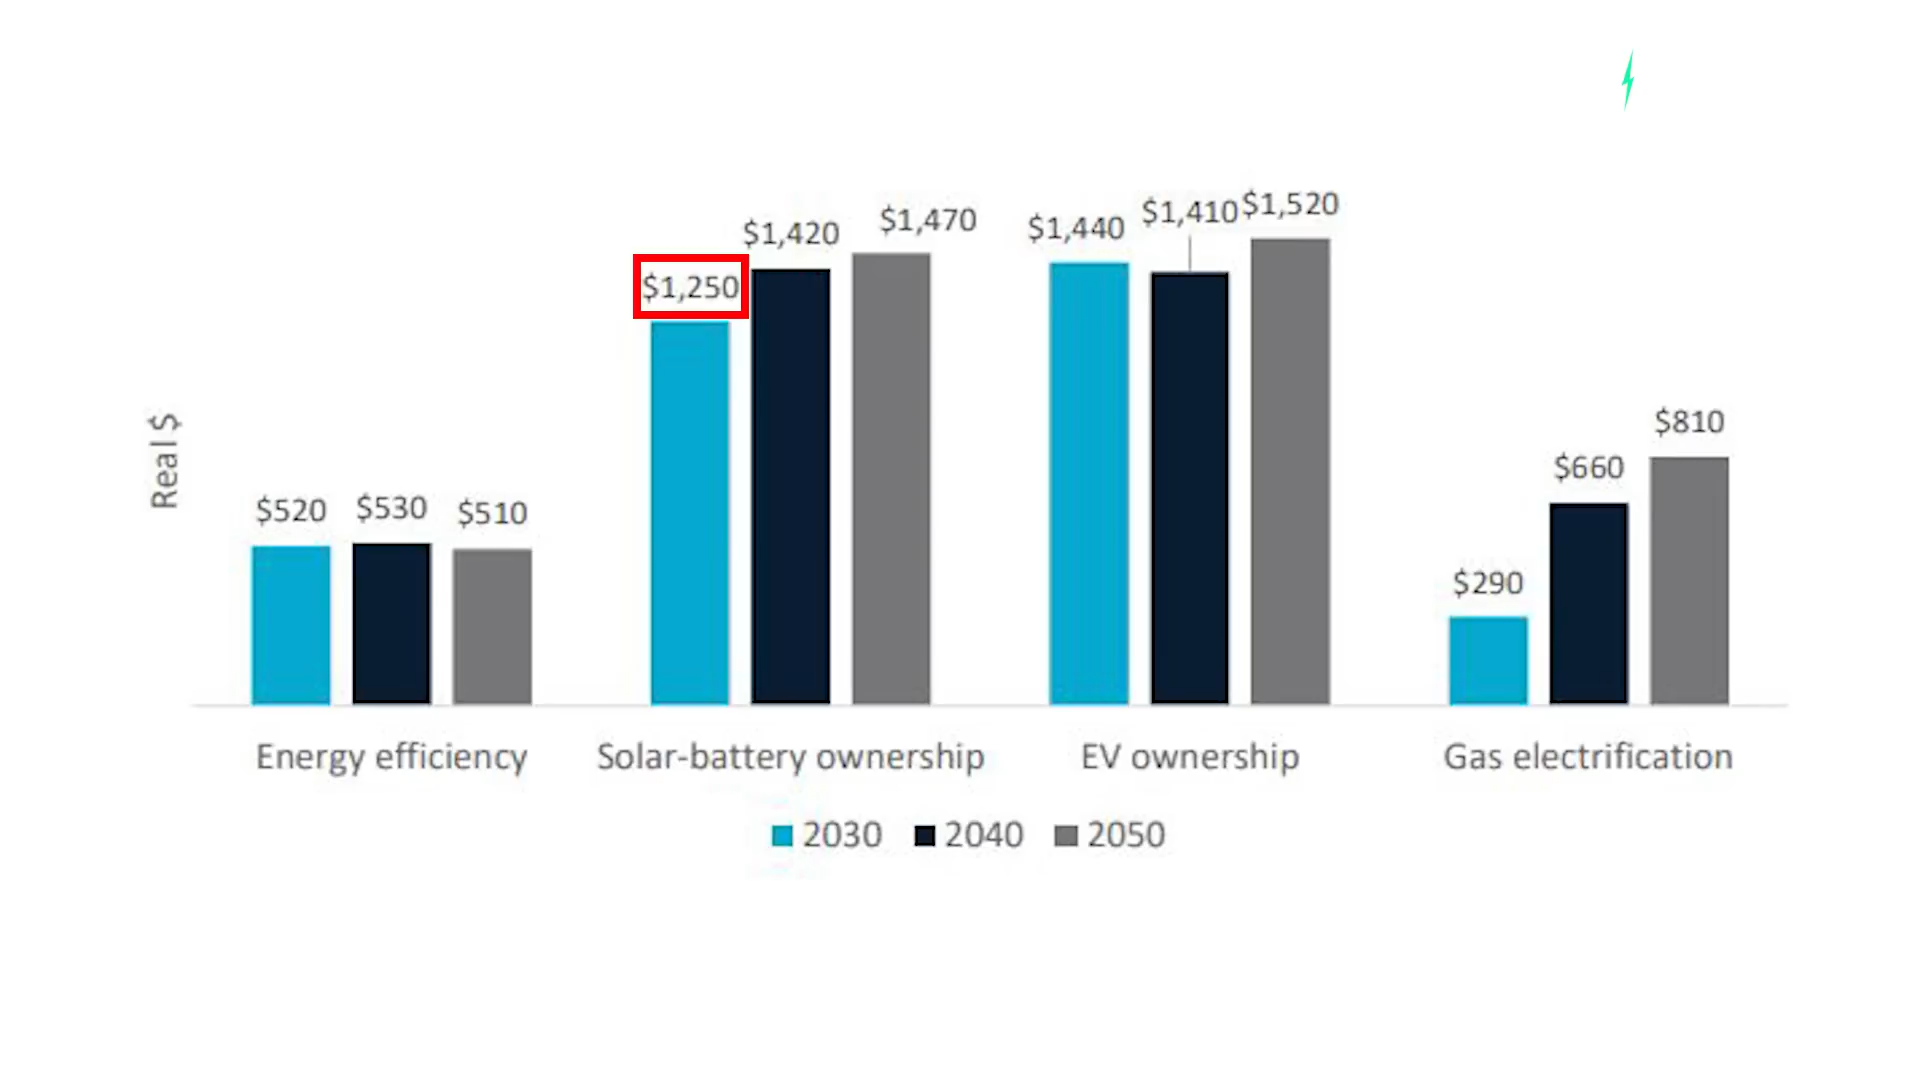 $1,420 $1,470 $1,440 $1,410 $1,520
$1,250
$810
$660
Real $
$520 $530 $510
$290
Energy efficiency Solar-battery ownership EV ownership Gas electrification
2030 2040 2050